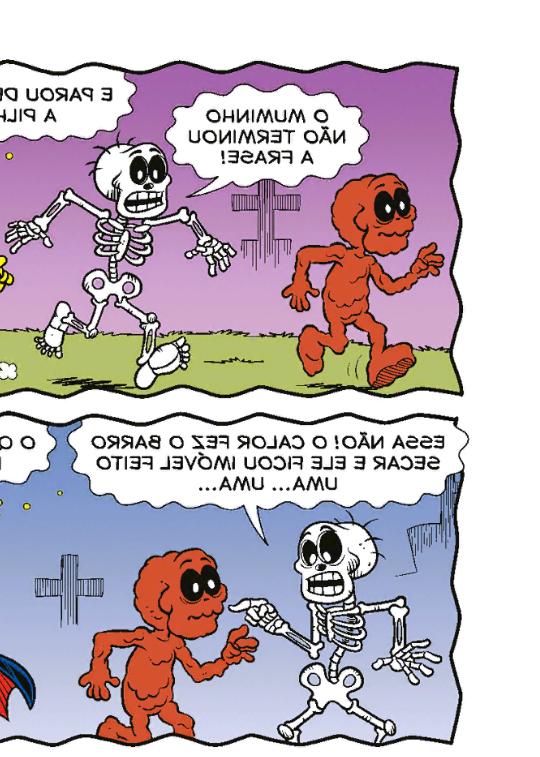 O MUMINHO
NÃO TERMINOU
A FRASE!
E PAROU
A
ESSA NÃO! O CALOR FEZ O BARRO
SECAR E ELE FICOU IMÓVEL FEITO
UMA... UMA...
O